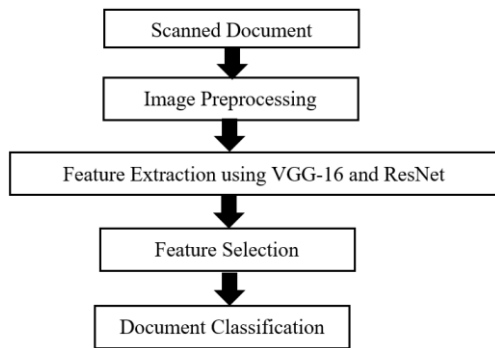 Scanned Document
Image Preprocessing
Feature Extraction using VGG-16 and ResNet
Feature Selection
Document Classification